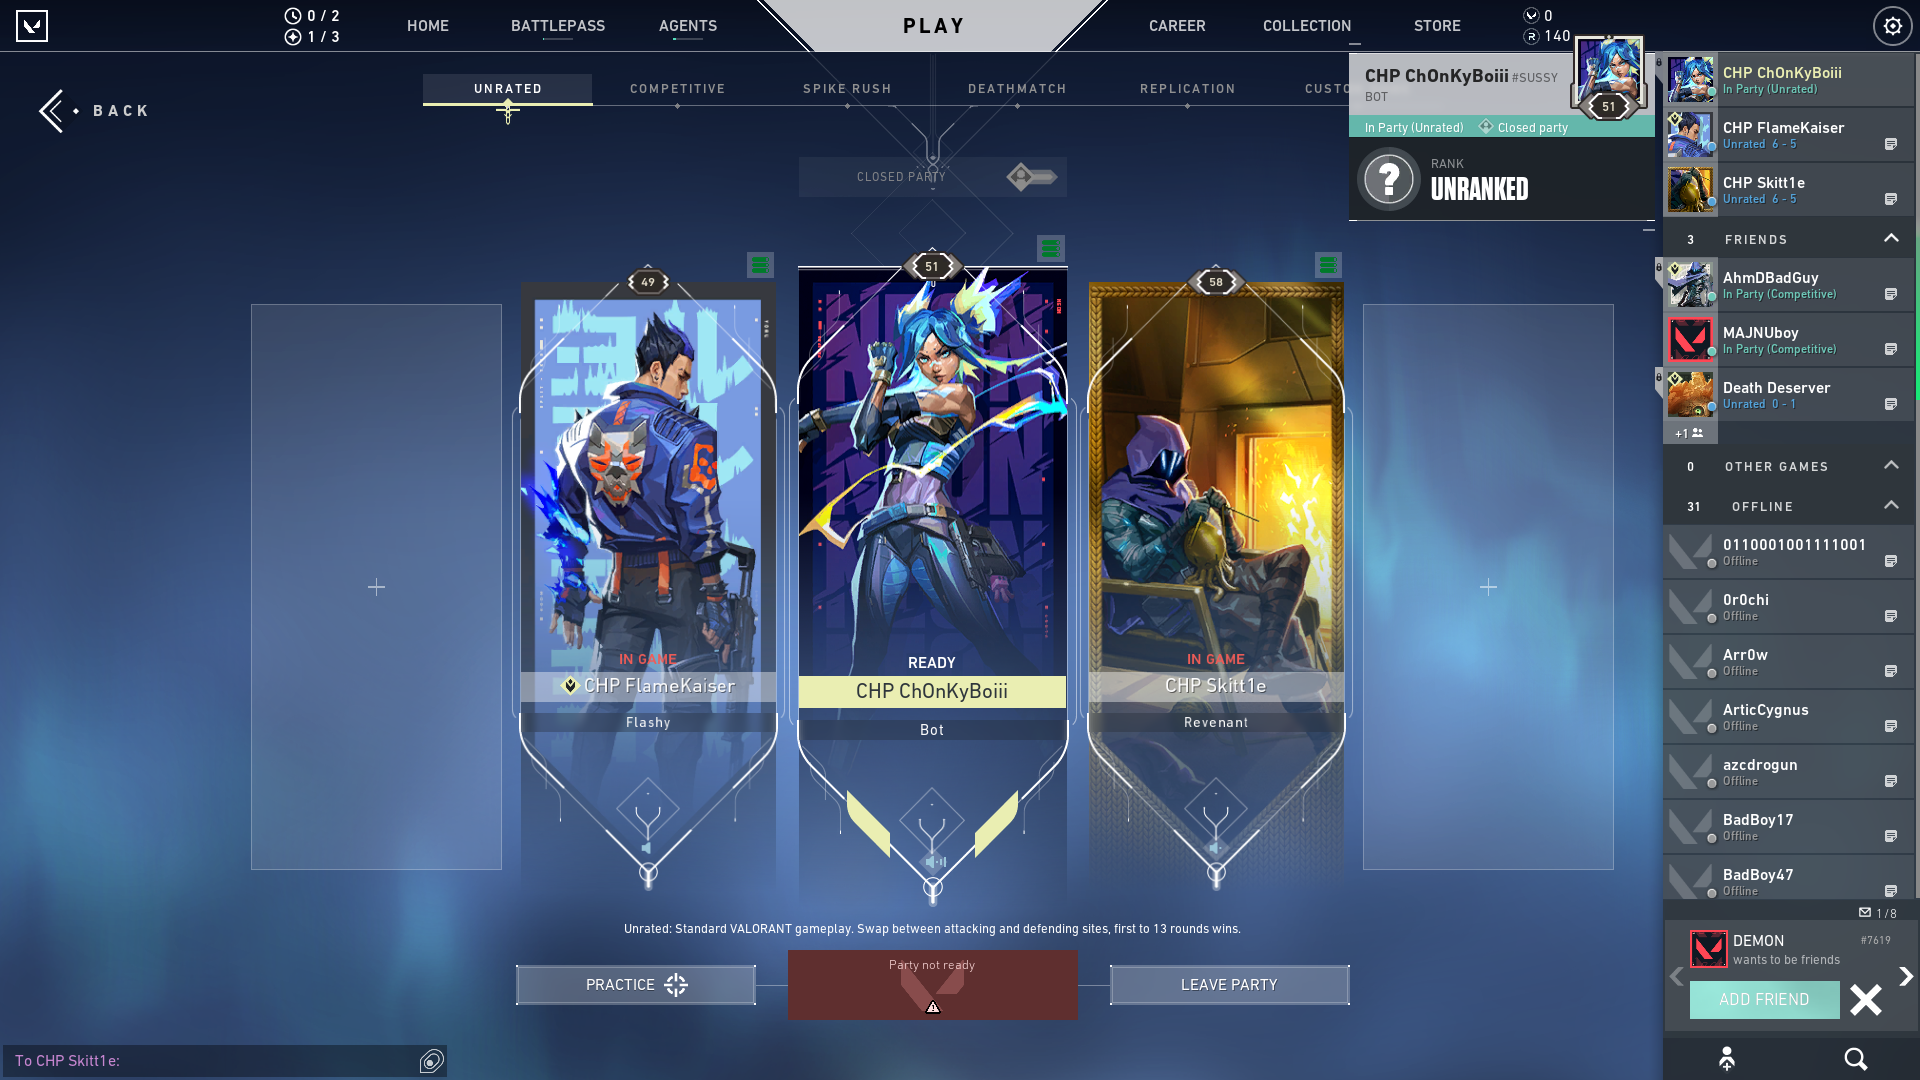 0 / 2
1 / 3
HOME
BATTLEPASS
AGENTS
PLAY
CAREER
COLLECTION
STORE
0
140
BACK
UNRATED
COMPETITIVE
SPIKE RUSH
DEATHMATCH
REPLICATION
CUSTO
CLOSED PARTY
CHP ChOnKyBoiii #SUSSY
BOT
51
In Party (Unrated)
Closed party
RANK
UNRANKED
49
IN GAME
CHP FlameKaiser
Flashy
51
READY
CHP ChOnKyBoiii
Bot
58
IN GAME
CHP Skitt1e
Revenant
Unrated: Standard VALORANT gameplay. Swap between attacking and defending sites, first to 13 rounds wins.
PRACTICE
Party not ready
LEAVE PARTY
To CHP Skitt1e:
CHP ChOnKyBoiii
In Party (Unrated)
CHP FlameKaiser
Unrated 6 - 5
CHP Skitt1e
Unrated 6 - 5
3 FRIENDS
AhmDBadGuy
In Party (Competitive)
MAJNUboy
In Party (Competitive)
Death Deserver
Unrated 0 - 1
+1
0 OTHER GAMES
31 OFFLINE
0110001001111001
Offline
0r0chi
Offline
Arr0w
Offline
ArticCygnus
Offline
azcdrogun
Offline
BadBoy17
Offline
BadBoy47
Offline
1/8
DEMON #7619
wants to be friends
ADD FRIEND